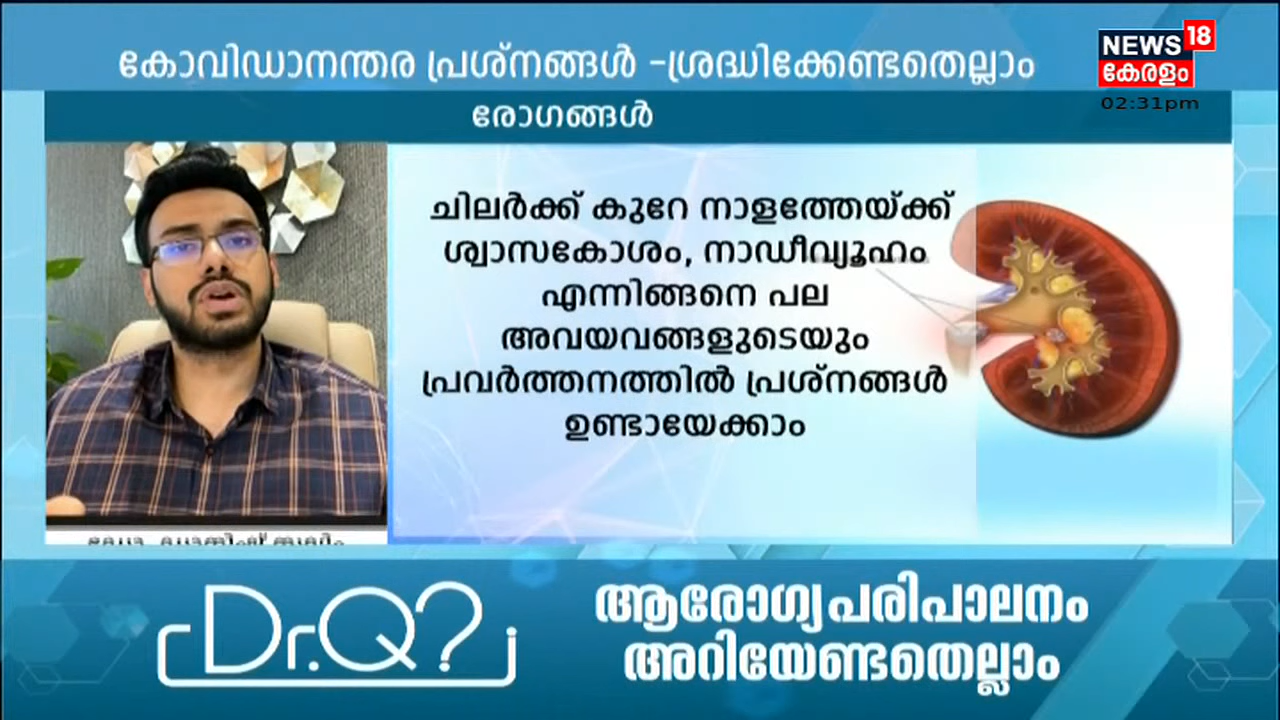 കോവിഡാനന്തര പ്രശ്നങ്ങൾ -ശ്രദ്ധിക്കേണ്ടതെല്ലാം
NEWS 18
കേരളം
02:31pm
രോഗങ്ങൾ
ചിലർക്ക് കുറേ നാളത്തേയ്ക്ക്
ശ്വാസകോശം, നാഡീവ്യൂഹം
എന്നിങ്ങനെ പല
അവയവങ്ങളുടെയും
പ്രവർത്തനത്തിൽ പ്രശ്നങ്ങൾ
ഉണ്ടായേക്കാം
Dr.Q?
ആരോഗ്യപരിപാലനം
അറിയേണ്ടതെല്ലാം